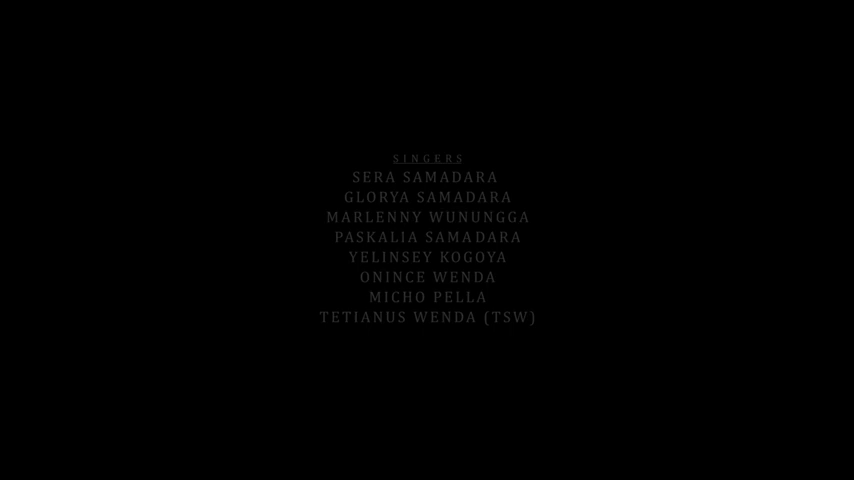 SINGERS
SERA SAMADARA
GLORYA SAMADARA
MARLENNY WUNUNGGA
PASKALIA SAMADARA
YELINSEY KOGOYA
ONINCE WENDA
MICHO PELLA
TETIANUS WENDA (TSW)